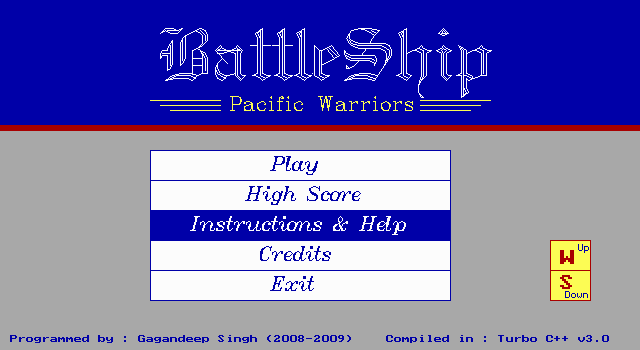 BattleShip
Pacific Warriors
Play
High Score
Instructions & Help
Credits
Exit
Up
W
S
Down
Programmed by : Gagandeep Singh (2008-2009)
Compiled in : Turbo C++ v3.0